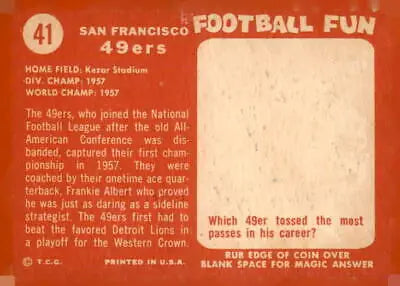 41
SAN FRANCISCO
49ers
HOME FIELD: Kezar Stadium
DIV. CHAMP: 1957
WORLD CHAMP: 1957
The 49ers, who joined the National
Football League after the old All-
American Conference was dis-
banded, captured their first cham-
pionship in 1957. They were
coached by their onetime ace quar-
terback, Frankie Albert who proved
he was just as daring as a sideline
strategist. The 49ers first had to
beat the favored Detroit Lions in
a playoff for the Western Crown.
© T.C.G. PRINTED IN U.S.A.
FOOTBALL FUN
Which 49er tossed the most
passes in his career?
RUB EDGE OF COIN OVER
BLANK SPACE FOR MAGIC ANSWER